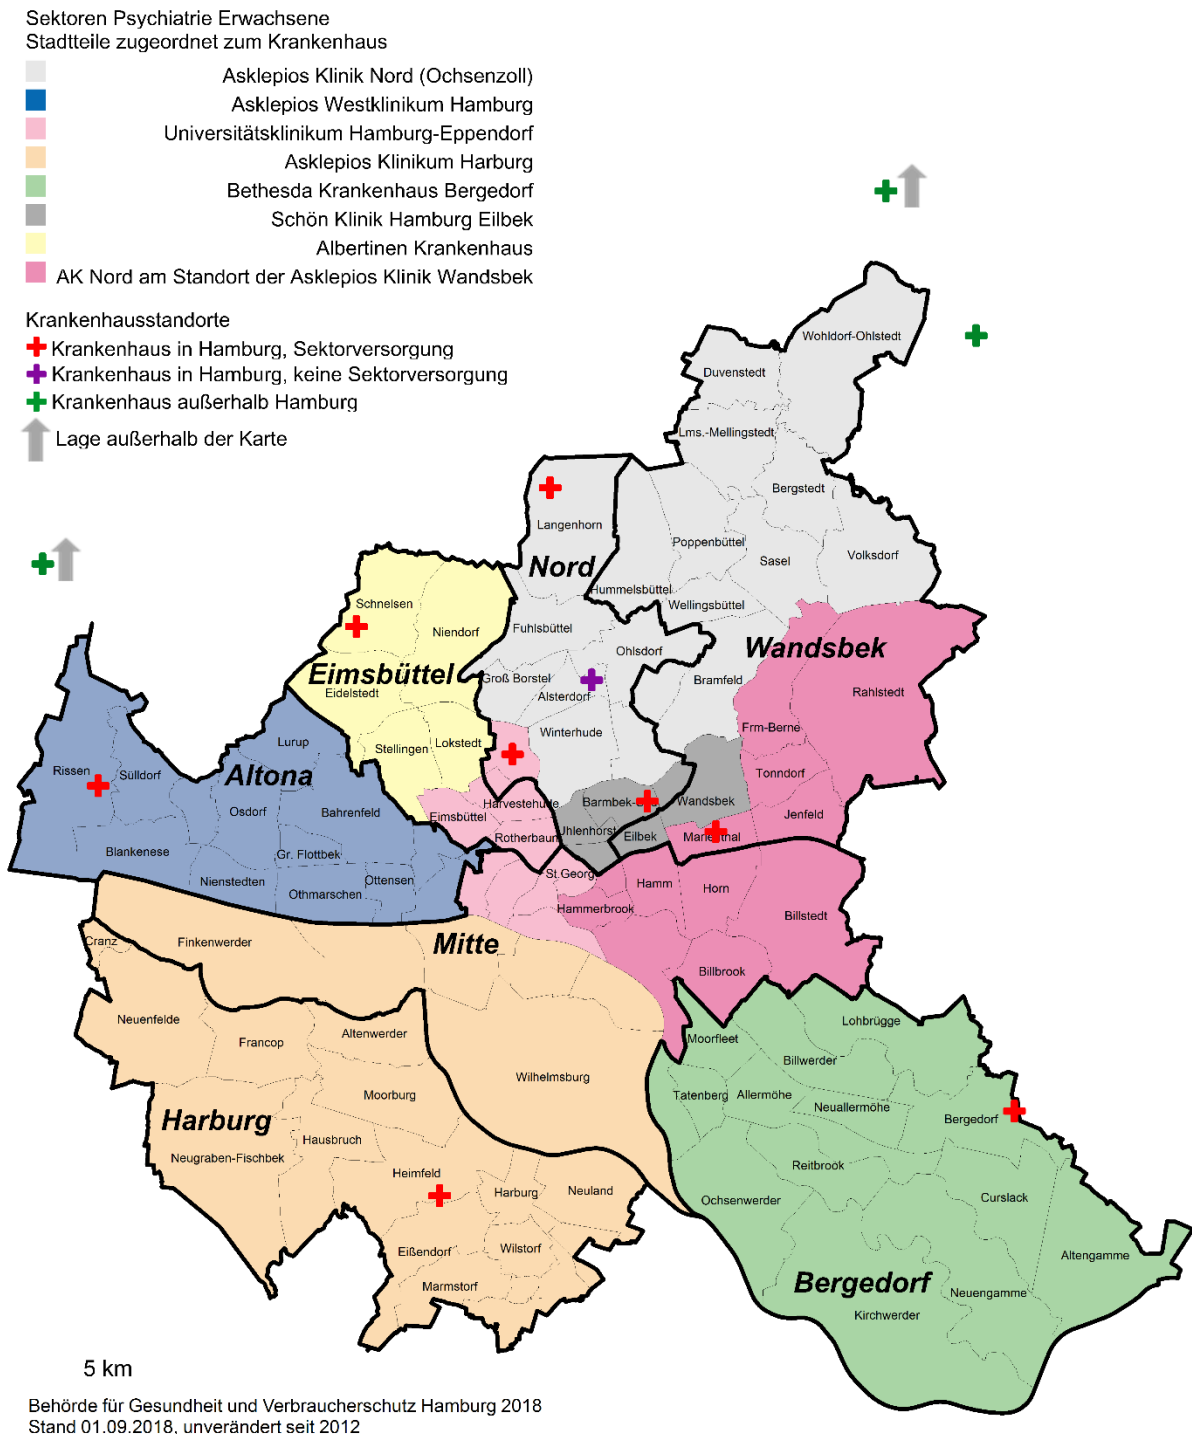 Sektoren Psychiatrie Erwachsene
Stadtteile zugeordnet zum Krankenhaus
Asklepios Klinik Nord (Ochsenzoll)
Asklepios Westklinikum Hamburg
Universitätsklinikum Hamburg-Eppendorf
Asklepios Klinikum Harburg
Bethesda Krankenhaus Bergedorf
Schön Klinik Hamburg Eilbek
Albertinen Krankenhaus
AK Nord am Standort der Asklepios Klinik Wandsbek
Krankenhausstandorte
Krankenhaus in Hamburg, Sektorversorgung
Krankenhaus in Hamburg, keine Sektorversorgung
Krankenhaus außerhalb Hamburg
Lage außerhalb der Karte
Wohldorf-Ohlstedt
Duvenstedt
Lms.-Mellingstedt
Bergstedt
Langenhorn
Poppenbüttel
Sasel
Volksdorf
Nord
Hummelsbüttel
Wellingsbüttel
Schnelsen
Niendorf
Fuhlsbüttel
Ohlsdorf
Wandsbek
Eimsbüttel
Groß Borstel
Bramfeld
Rahlstedt
Eidelstedt
Alsterdorf
Winterhude
Frm-Berne
Lurup
Stellingen
Lokstedt
Rissen
Sülldorf
Altona
Tonndorf
Osdorf
Bahrenfeld
Harvestehude
Barmbek-
Wandsbek
Eimsbüttel
Jenfeld
Rotherbaum
Uhlenhorst
Eilbek
Marienthal
Blankenese
Gr. Flottbek
Nienstedten
Othmarschen
Ottensen
St.Georg
Hamm
Horn
Hammerbrook
Billstedt
Cranz
Finkenwerder
Mitte
Billbrook
Neuenfelde
Francop
Altenwerder
Moorfleet
Lohbrügge
Billwerder
Wilhelmsburg
Moorburg
Tatenberg
Allermöhe
Neuallermöhe
Bergedorf
Harburg
Hausbruch
Neugraben-Fischbek
Heimfeld
Reitbrook
Harburg
Neuland
Ochsenwerder
Curslack
Eißendorf
Wilstorf
Altengamme
Marmstorf
Bergedorf
Neuengamme
Kirchwerder
5 km
Behörde für Gesundheit und Verbraucherschutz Hamburg 2018
Stand 01.09.2018, unverändert seit 2012